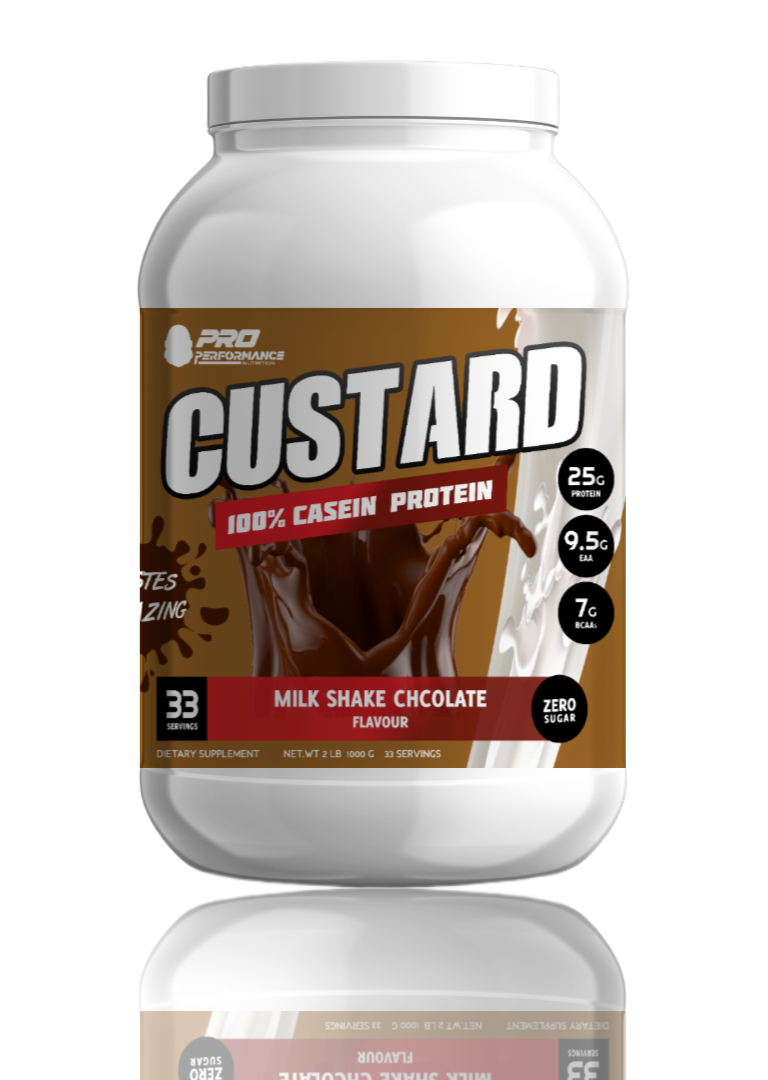 PRO
PERFORMANCE
NUTRITION
CUSTARD
100% CASEIN PROTEIN
25G
PROTEIN
9.5G
EAA
7G
BCAAs
STES
ZING
33
SERVINGS
MILK SHAKE CHCOLATE
FLAVOUR
ZERO
SUGAR
DIETARY SUPPLEMENT NET.WT 2 LB 1000 G 33 SERVINGS